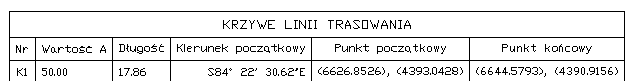 KRZYWE LINII TRASOWANIA
Nr Wartość A Długość Kierunek początkowy Punkt początkowy Punkt końcowy
K1 50.00 17.86 S84° 22' 30.62"E (6626.8526), (4393.0428) (6644.5793), (4390.9156)